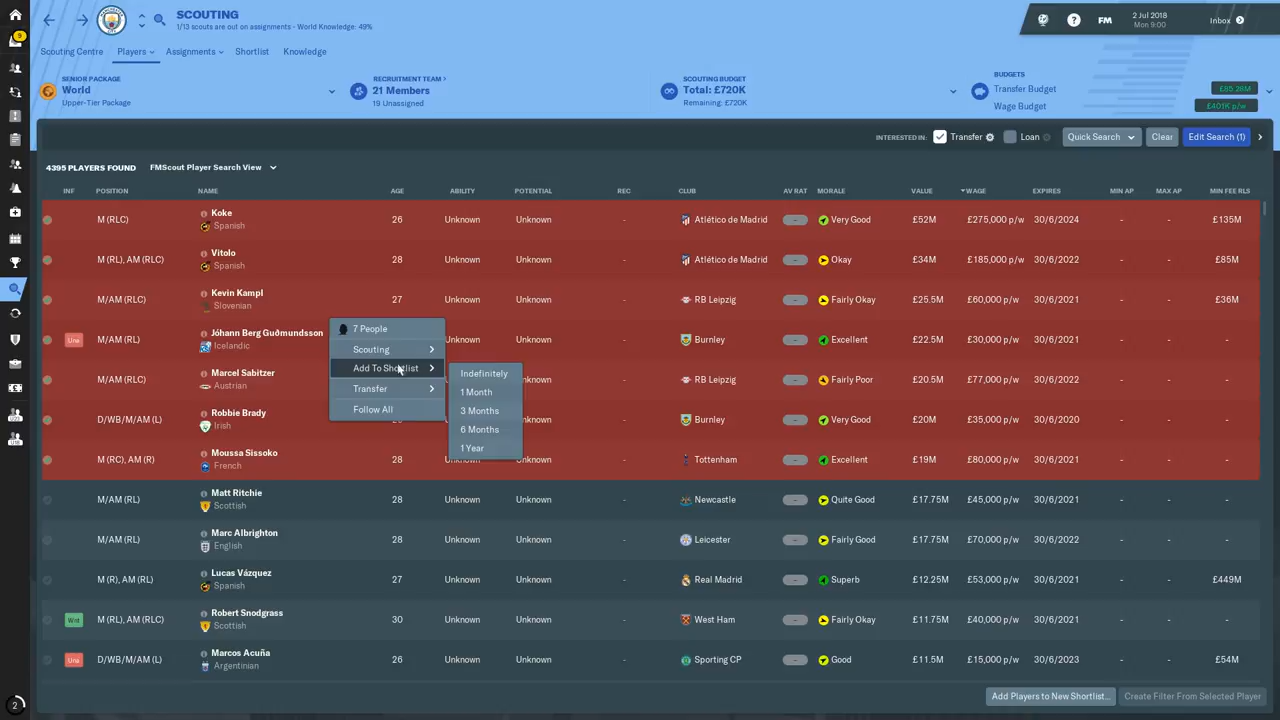 SCOUTING
1/13 scouts are out on assignments - World Knowledge: 49%
FM
2 Jul 2018
Mon 9:00
Inbox
9
Scouting Centre Players Assignments Shortlist Knowledge
SENIOR PACKAGE
World
Upper-Tier Package
RECRUITMENT TEAM >
21 Members
19 Unassigned
SCOUTING BUDGET
Total: £720K
Remaining: £720K
BUDGETS
Transfer Budget £85.28M
Wage Budget £401K p/w
INTERESTED IN: Transfer Loan Quick Search Clear Edit Search (1)
4395 PLAYERS FOUND FMScout Player Search View
INF POSITION NAME AGE ABILITY POTENTIAL REC CLUB AV RAT MORALE VALUE WAGE EXPIRES MIN AP MAX AP MIN FEE RLS
M (RLC) Koke 26 Unknown Unknown - Atlético de Madrid - Very Good £52M £275,000 p/w 30/6/2024 - - £135M
Spanish
M (RL), AM (RLC) Vitolo 28 Unknown Unknown - Atlético de Madrid - Okay £34M £185,000 p/w 30/6/2022 - - £85M
Spanish
M/AM (RLC) Kevin Kampl 27 Unknown Unknown - RB Leipzig - Fairly Okay £25.5M £60,000 p/w 30/6/2021 - - £36M
Slovenian
Une M/AM (RL) Jóhann Berg Guðmundsson Unknown - Burnley - Excellent £22.5M £30,000 p/w 30/6/2021 - - -
Icelandic
M/AM (RLC) Marcel Sabitzer Unknown - RB Leipzig - Fairly Poor £20.5M £77,000 p/w 30/6/2022 - - -
Austrian
D/WB/M/AM (L) Robbie Brady - Burnley - Very Good £20M £35,000 p/w 30/6/2020 - - -
Irish
M (RC), AM (R) Moussa Sissoko 28 Unknown Unknown - Tottenham - Excellent £19M £80,000 p/w 30/6/2021 - - -
French
7 People
Scouting
Add To Shortlist
Transfer
Follow All
Indefinitely
1 Month
3 Months
6 Months
1 Year
M/AM (RL) Matt Ritchie 28 Unknown Unknown - Newcastle - Quite Good £17.75M £45,000 p/w 30/6/2021 - - -
Scottish
M/AM (RL) Marc Albrighton 28 Unknown Unknown - Leicester - Fairly Good £17.75M £70,000 p/w 30/6/2022 - - -
English
M (R), AM (RL) Lucas Vázquez 27 Unknown Unknown - Real Madrid - Superb £12.25M £53,000 p/w 30/6/2021 - - £449M
Spanish
Wnt M (RL), AM (RLC) Robert Snodgrass 30 Unknown Unknown - West Ham - Fairly Okay £11.75M £40,000 p/w 30/6/2021 - - -
Scottish
Una D/WB/M/AM (L) Marcos Acuña 26 Unknown Unknown - Sporting CP - Good £11.5M £15,000 p/w 30/6/2023 - - £54M
Argentinian
2
Add Players to New Shortlist... Create Filter From Selected Player